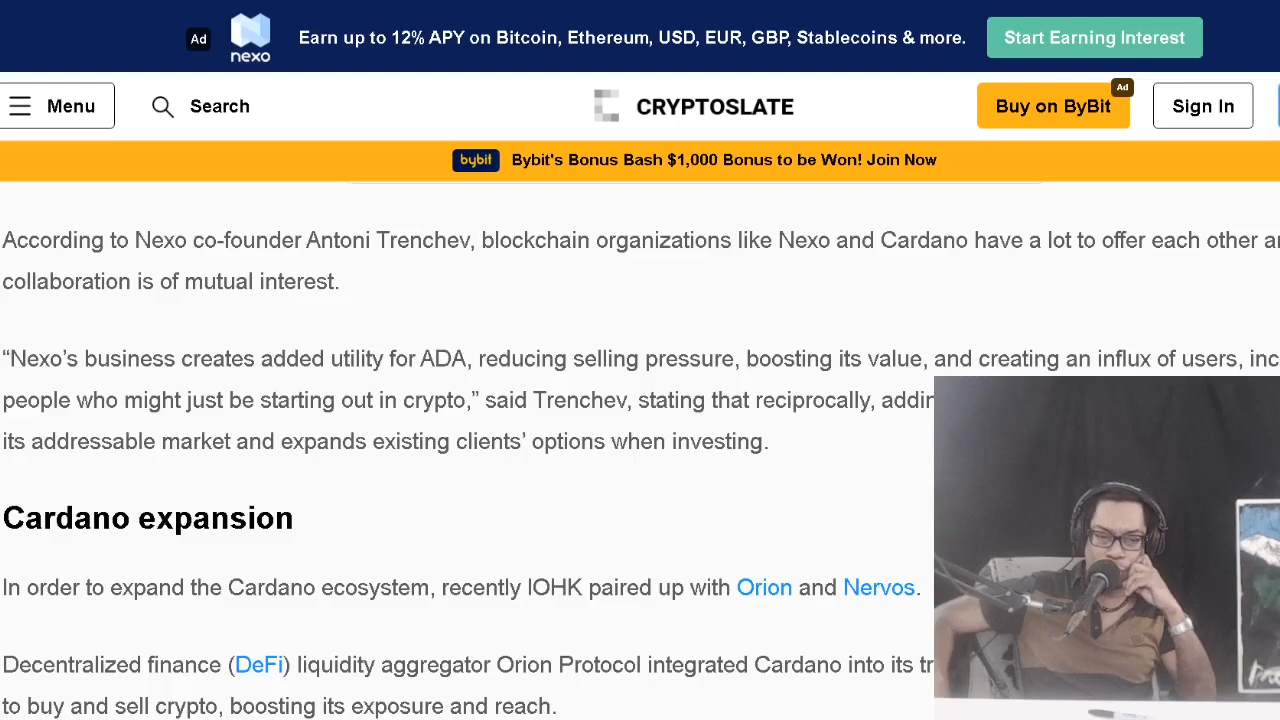 Ad
nexo
Earn up to 12% APY on Bitcoin, Ethereum, USD, EUR, GBP, Stablecoins & more.
Start Earning Interest
Menu
Search
CRYPTOSLATE
Buy on ByBit
Ad
Sign In
bybit
Bybit's Bonus Bash $1,000 Bonus to be Won! Join Now
According to Nexo co-founder Antoni Trenchev, blockchain organizations like Nexo and Cardano have a lot to offer each other
collaboration is of mutual interest.
“Nexo’s business creates added utility for ADA, reducing selling pressure, boosting its value, and creating an influx of users,
people who might just be starting out in crypto,” said Trenchev, stating that reciprocally,
its addressable market and expands existing clients’ options when investing.
Cardano expansion
In order to expand the Cardano ecosystem, recently IOHK paired up with Orion and Nervos.
Decentralized finance (DeFi) liquidity aggregator Orion Protocol integrated Cardano into its
to buy and sell crypto, boosting its exposure and reach.